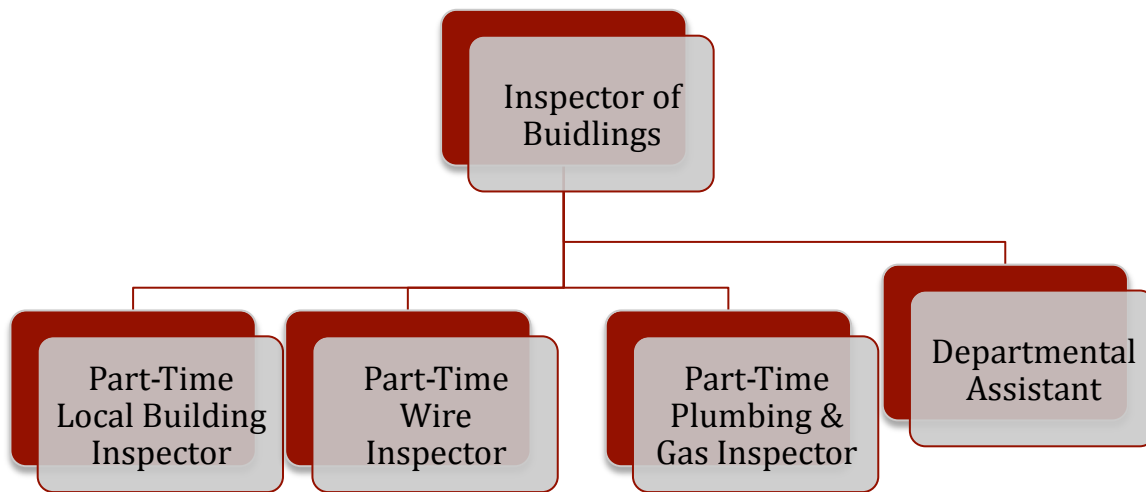 Inspector of
Buidlings
Part-Time
Local Building
Inspector
Part-Time
Wire
Inspector
Part-Time
Plumbing &
Gas Inspector
Departmental
Assistant